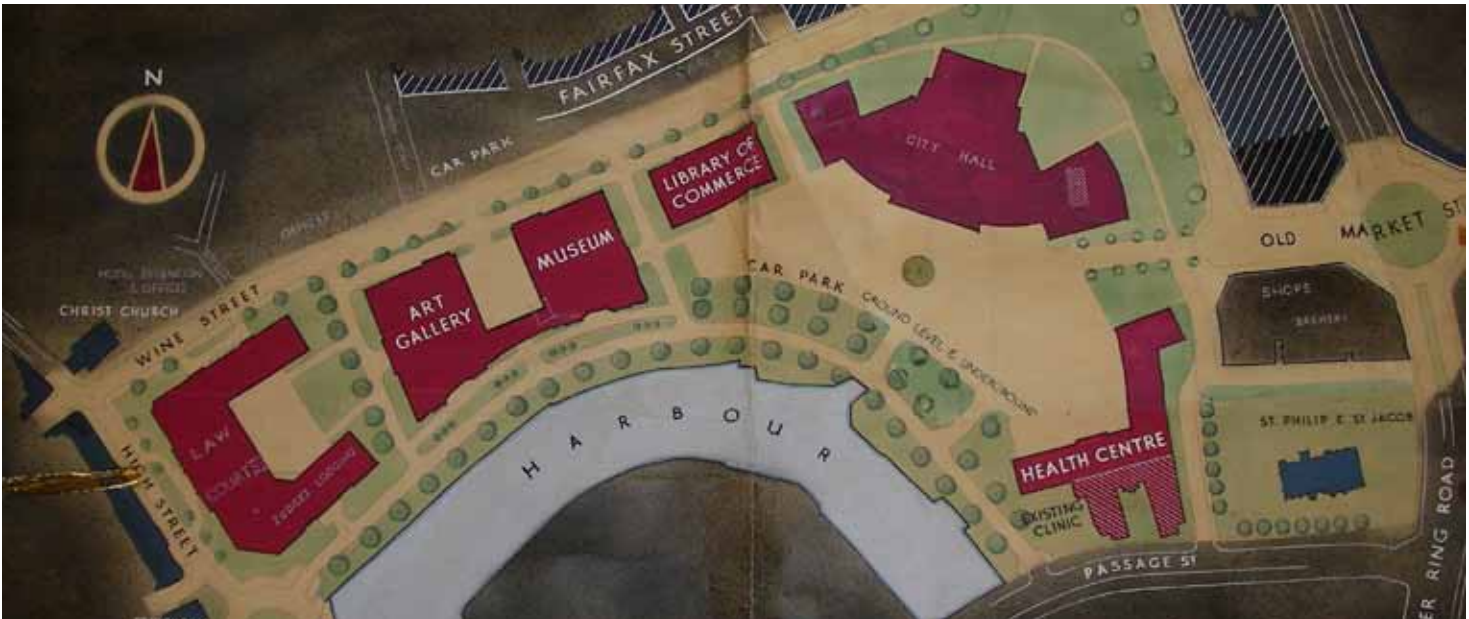 N
FAIRFAX STREET
CAR PARK
LIBRARY OF
COMMERCE
CITY HALL
MUSEUM
ART
GALLERY
OLD MARKET ST
SHOPS
CHRIST CHURCH
WINE STREET
CAR PARK GROUND LEVEL & UNDERGROUND
HARBOUR
LAW
COURTS
HIGH STREET
HEALTH CENTRE
EXISTING
CLINIC
ST. PHILIP & ST JACOB
PASSAGE ST
ER RING ROAD